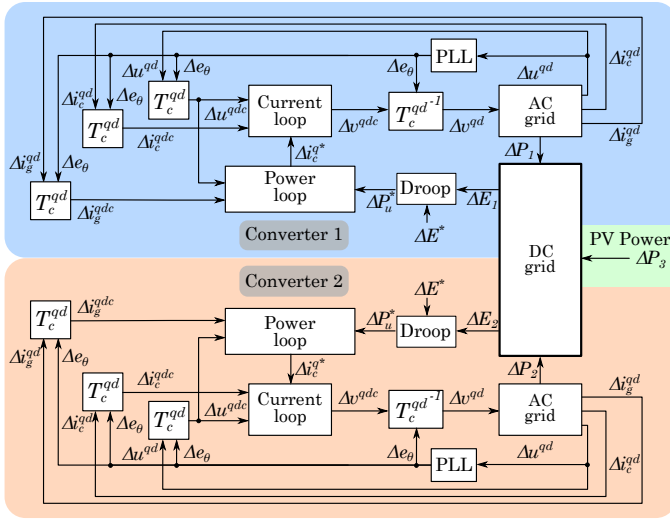 PLL
Δi_c^{qd}
Δu^{qd} Δe_θ Δe_θ Δu^{qd}
Δi_c^{qd} Δe_θ T_c^{qd} Δu^{qdc} Current loop Δv^{qdc} T_c^{qd^{-1}} Δv^{qd} AC grid
T_c^{qd} Δi_c^{qdc} Δi_g^{qd}
Δi_g^{qd} Δe_θ Δi_c^{q*} ΔP_1
T_c^{qd} Δi_g^{qdc} Power loop ΔP_u^* Droop ΔE_1
Converter 1 ΔE^* DC grid PV Power
ΔP_3
Converter 2 ΔE^*
T_c^{qd} Δi_g^{qdc} Power loop ΔP_u^* Droop ΔE_2
Δi_g^{qd} Δe_θ Δi_c^{q*} ΔP_2
T_c^{qd} Δi_c^{qdc} Δi_g^{qd}
Δi_c^{qd} Δe_θ T_c^{qd} Δu^{qdc} Current loop Δv^{qdc} T_c^{qd^{-1}} Δv^{qd} AC grid
Δu^{qd} Δe_θ Δe_θ Δu^{qd}
PLL Δi_c^{qd}